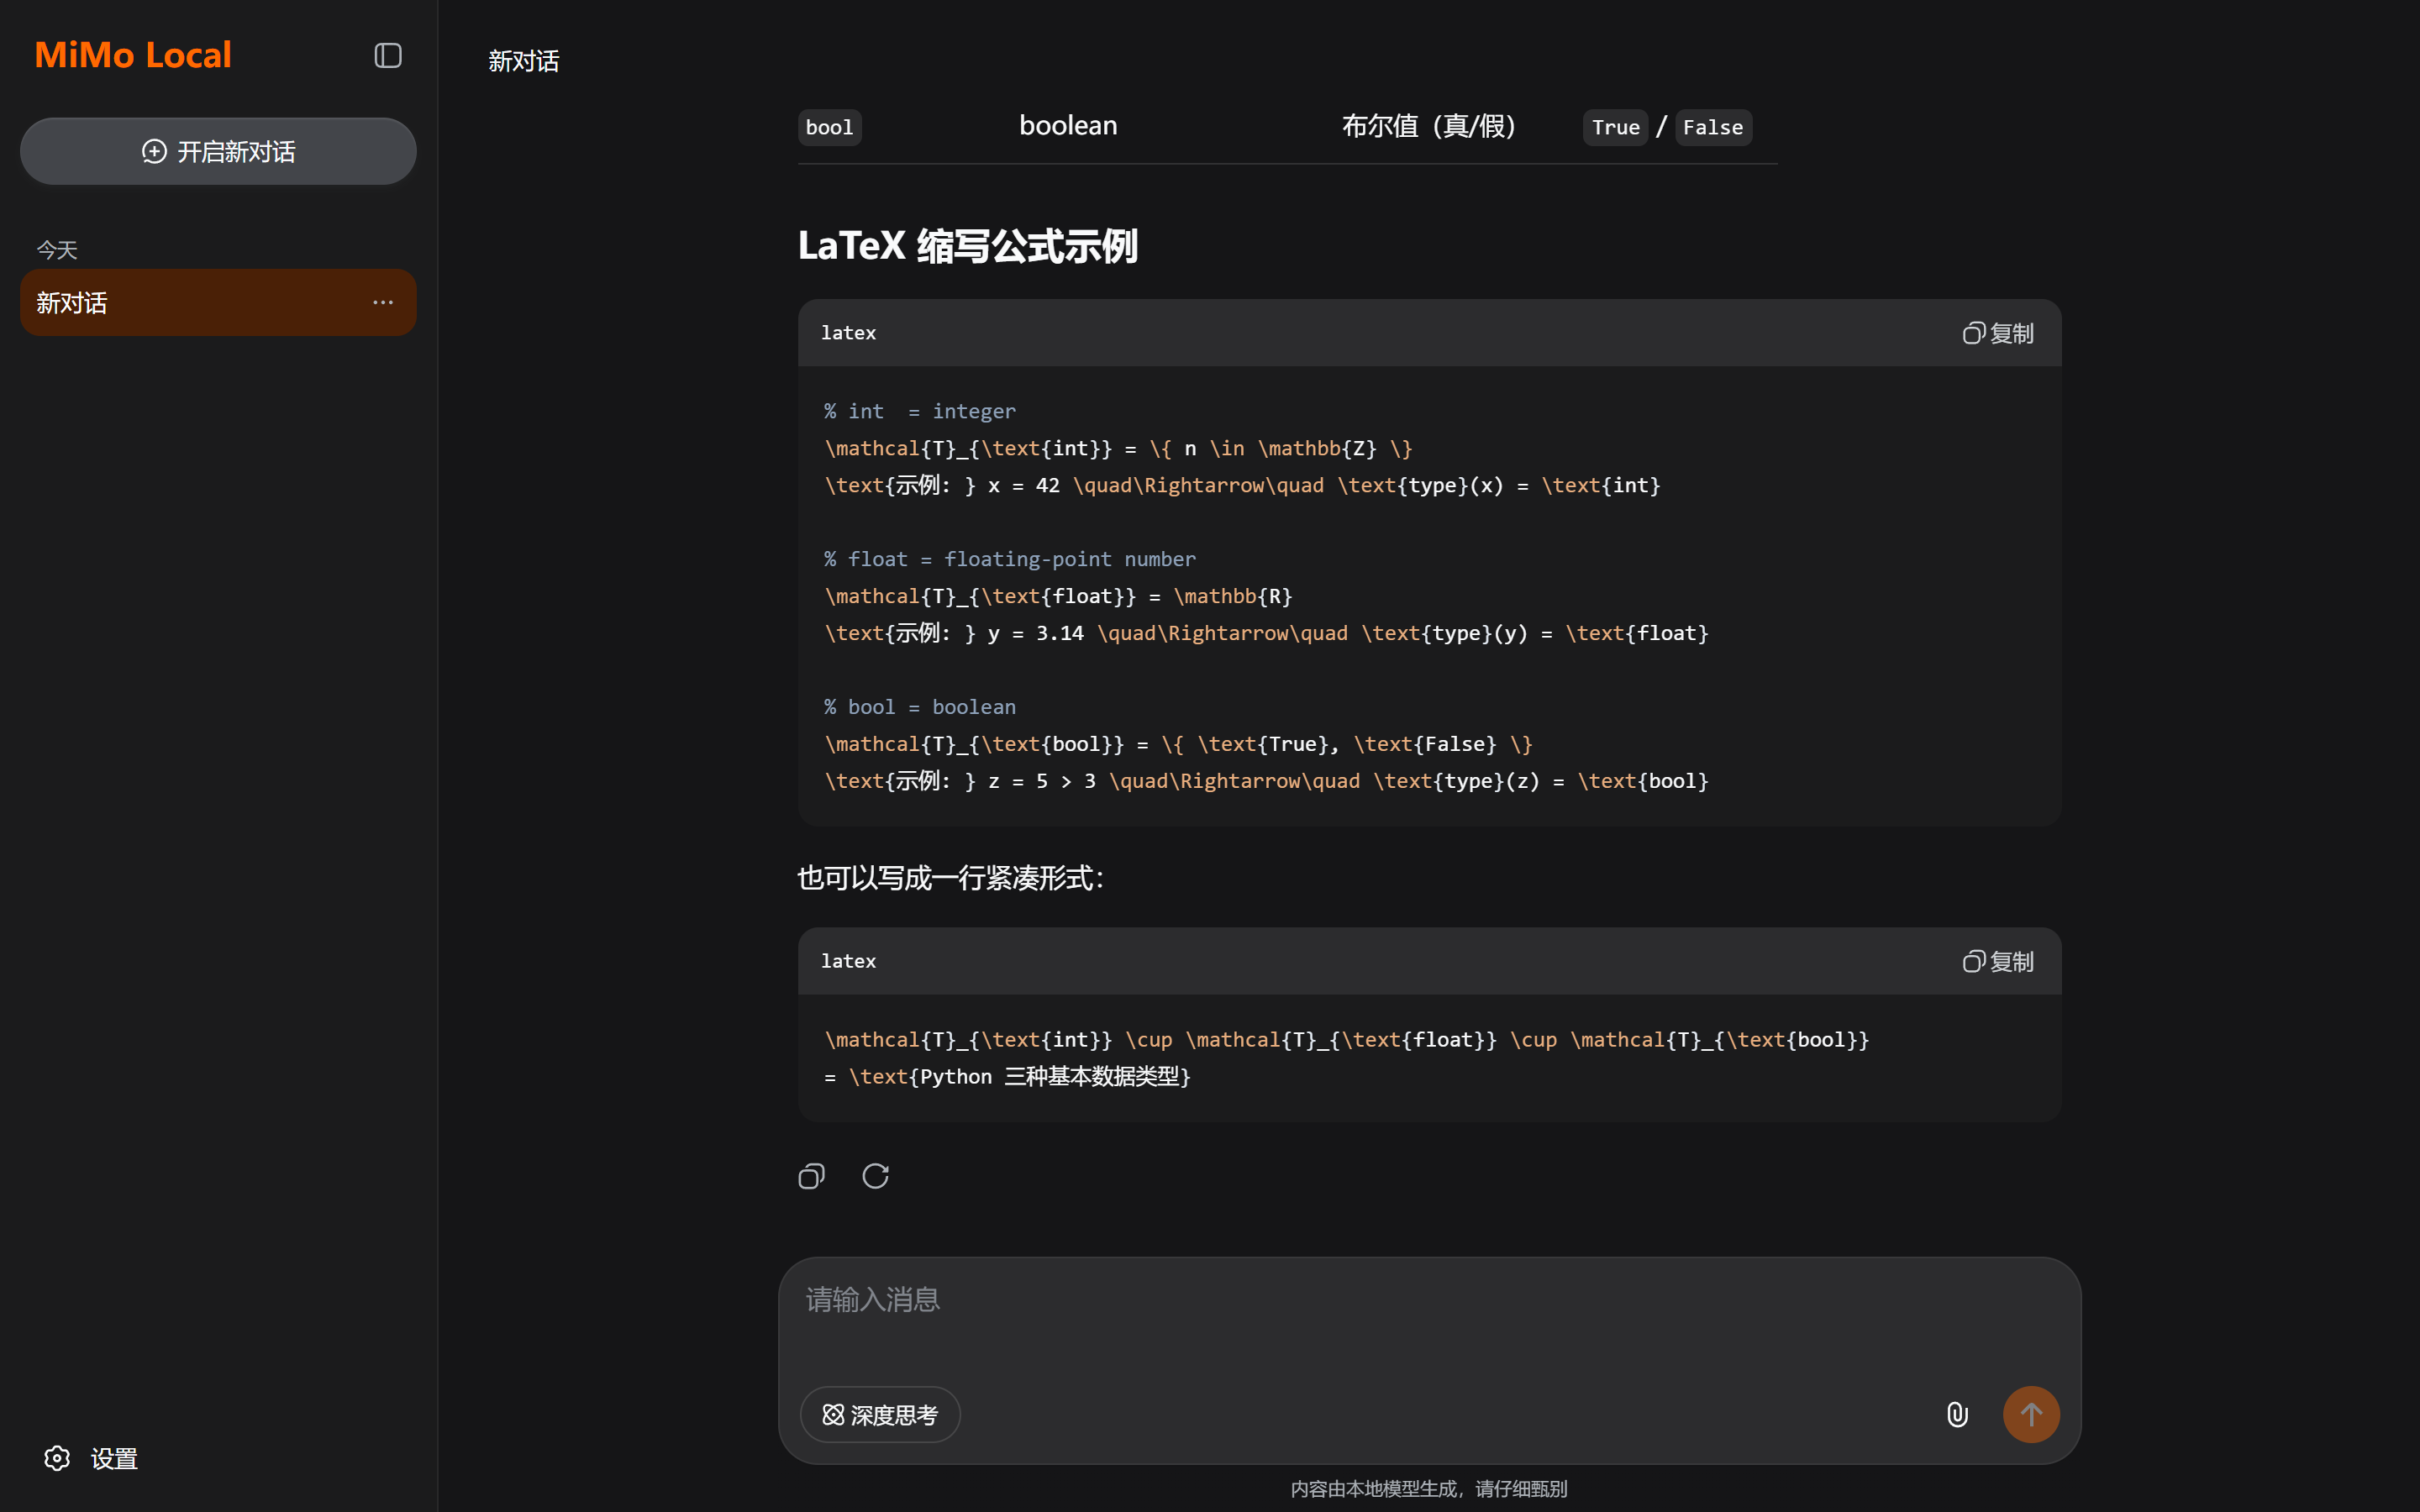 MiMo Local
开启新对话
今天
新对话
设置
新对话
bool boolean 布尔值（真/假） True / False
LaTeX 缩写公式示例
latex 复制
% int  = integer
\mathcal{T}_{\text{int}} = \{ n \in \mathbb{Z} \}
\text{示例: } x = 42 \quad\Rightarrow\quad \text{type}(x) = \text{int}
% float = floating-point number
\mathcal{T}_{\text{float}} = \mathbb{R}
\text{示例: } y = 3.14 \quad\Rightarrow\quad \text{type}(y) = \text{float}
% bool = boolean
\mathcal{T}_{\text{bool}} = \{ \text{True}, \text{False} \}
\text{示例: } z = 5 > 3 \quad\Rightarrow\quad \text{type}(z) = \text{bool}
也可以写成一行紧凑形式：
latex 复制
\mathcal{T}_{\text{int}} \cup \mathcal{T}_{\text{float}} \cup \mathcal{T}_{\text{bool}}
= \text{Python 三种基本数据类型}
请输入消息
深度思考
内容由本地模型生成，请仔细甄别